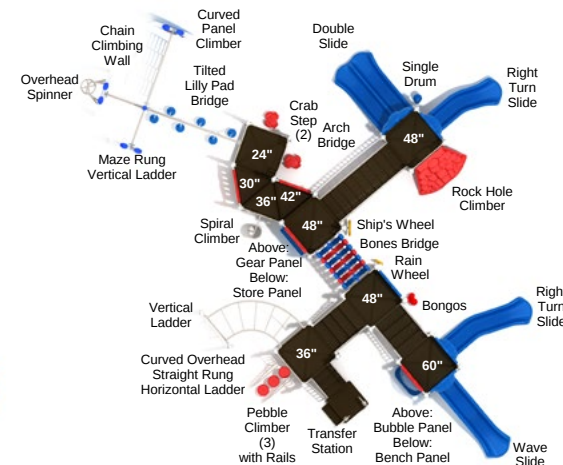 Curved
Panel
Climber
Chain
Climbing
Wall
Double
Slide
Overhead
Spinner
Tilted
Lilly Pad
Bridge
Single
Drum
Right
Turn
Slide
Crab
Step
(2)
Arch
Bridge
48"
24"
Maze Rung
Vertical Ladder
30"
36"
42"
Rock Hole
Climber
48"
Spiral
Climber
Ship's Wheel
Above:
Gear Panel
Below:
Store Panel
Bones Bridge
Rain
Wheel
48"
Bongos
Right
Turn
Slide
Vertical
Ladder
36"
60"
Curved Overhead
Straight Rung
Horizontal Ladder
Pebble
Climber
(3)
with Rails
Transfer
Station
Above:
Bubble Panel
Below:
Bench Panel
Wave
Slide